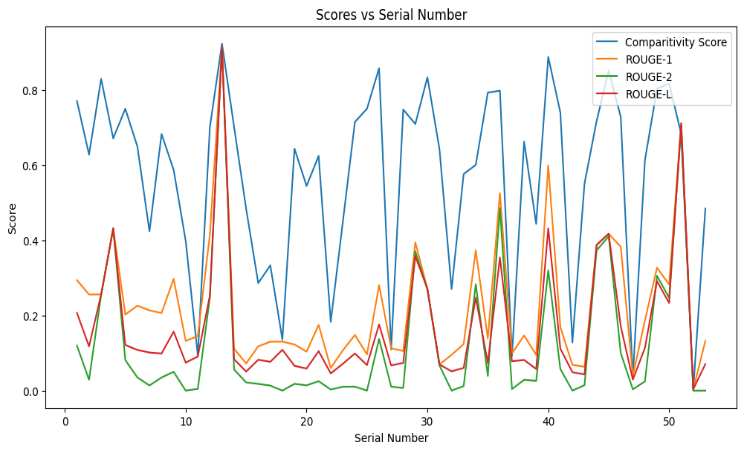 Scores vs Serial Number
Comparitivity Score
ROUGE-1
ROUGE-2
ROUGE-L
Score
0.8
0.6
0.4
0.2
0.0
0 10 20 30 40 50
Serial Number